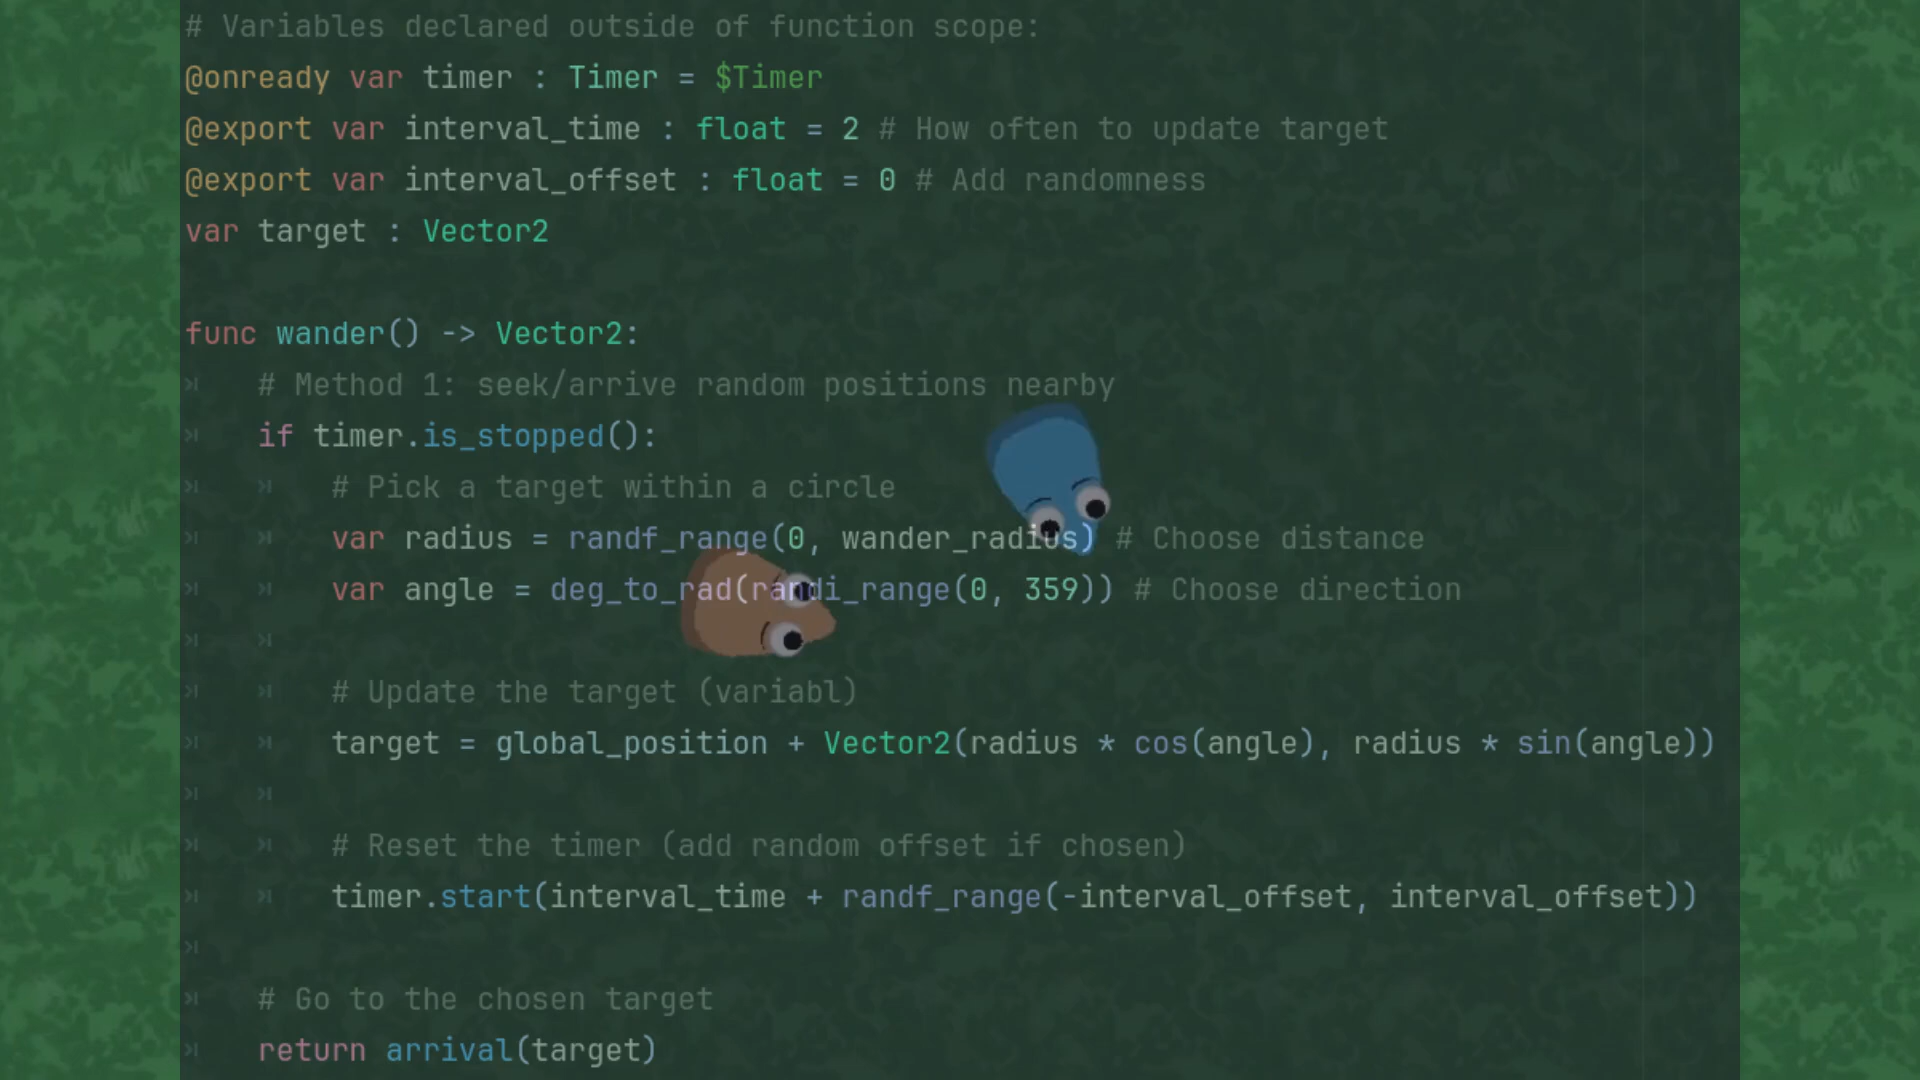 # Variables declared outside of function scope:
@onready var timer : Timer = $Timer
@export var interval_time : float = 2 # How often to update target
@export var interval_offset : float = 0 # Add randomness
var target : Vector2
func wander() -> Vector2:
# Method 1: seek/arrive random positions nearby
if timer.is_stopped():
# Pick a target within a circle
var radius = randf_range(0, wander_radius) # Choose distance
var angle = deg_to_rad(randi_range(0, 359)) # Choose direction
# Update the target (variabl)
target = global_position + Vector2(radius * cos(angle), radius * sin(angle))
# Reset the timer (add random offset if chosen)
timer.start(interval_time + randf_range(-interval_offset, interval_offset))
# Go to the chosen target
return arrival(target)